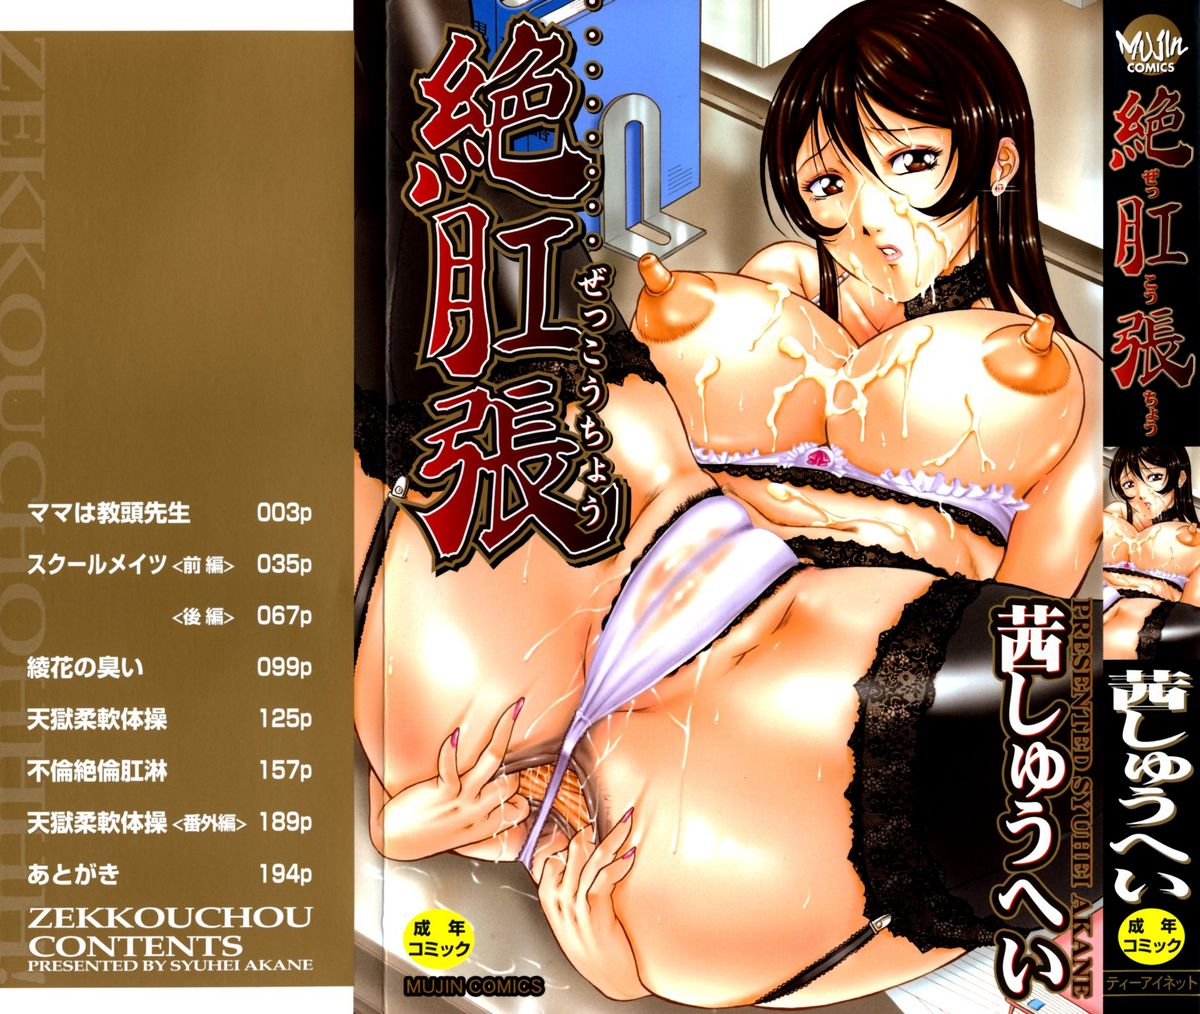 ママは教頭先生 003p
スクールメイツ<前編> 035p
<後編> 067p
綾花の臭い 099p
天獄柔軟体操 125p
不倫絶倫肛淋 157p
天獄柔軟体操<番外編> 189p
あとがき 194p
ZEKKOUCHOU
CONTENTS
PRESENTED BY SYUHEI AKANE
ZEKKOUCHOU
絶肛張
ぜっこうちょう
茜しゅうへい
PRESENTED SYUHEI AKANE
成年
コミック
MUJIN COMICS
MUJIN
COMICS
絶肛張
ぜっこうちょう
茜しゅうへい
成年
コミック
ティーアイネット